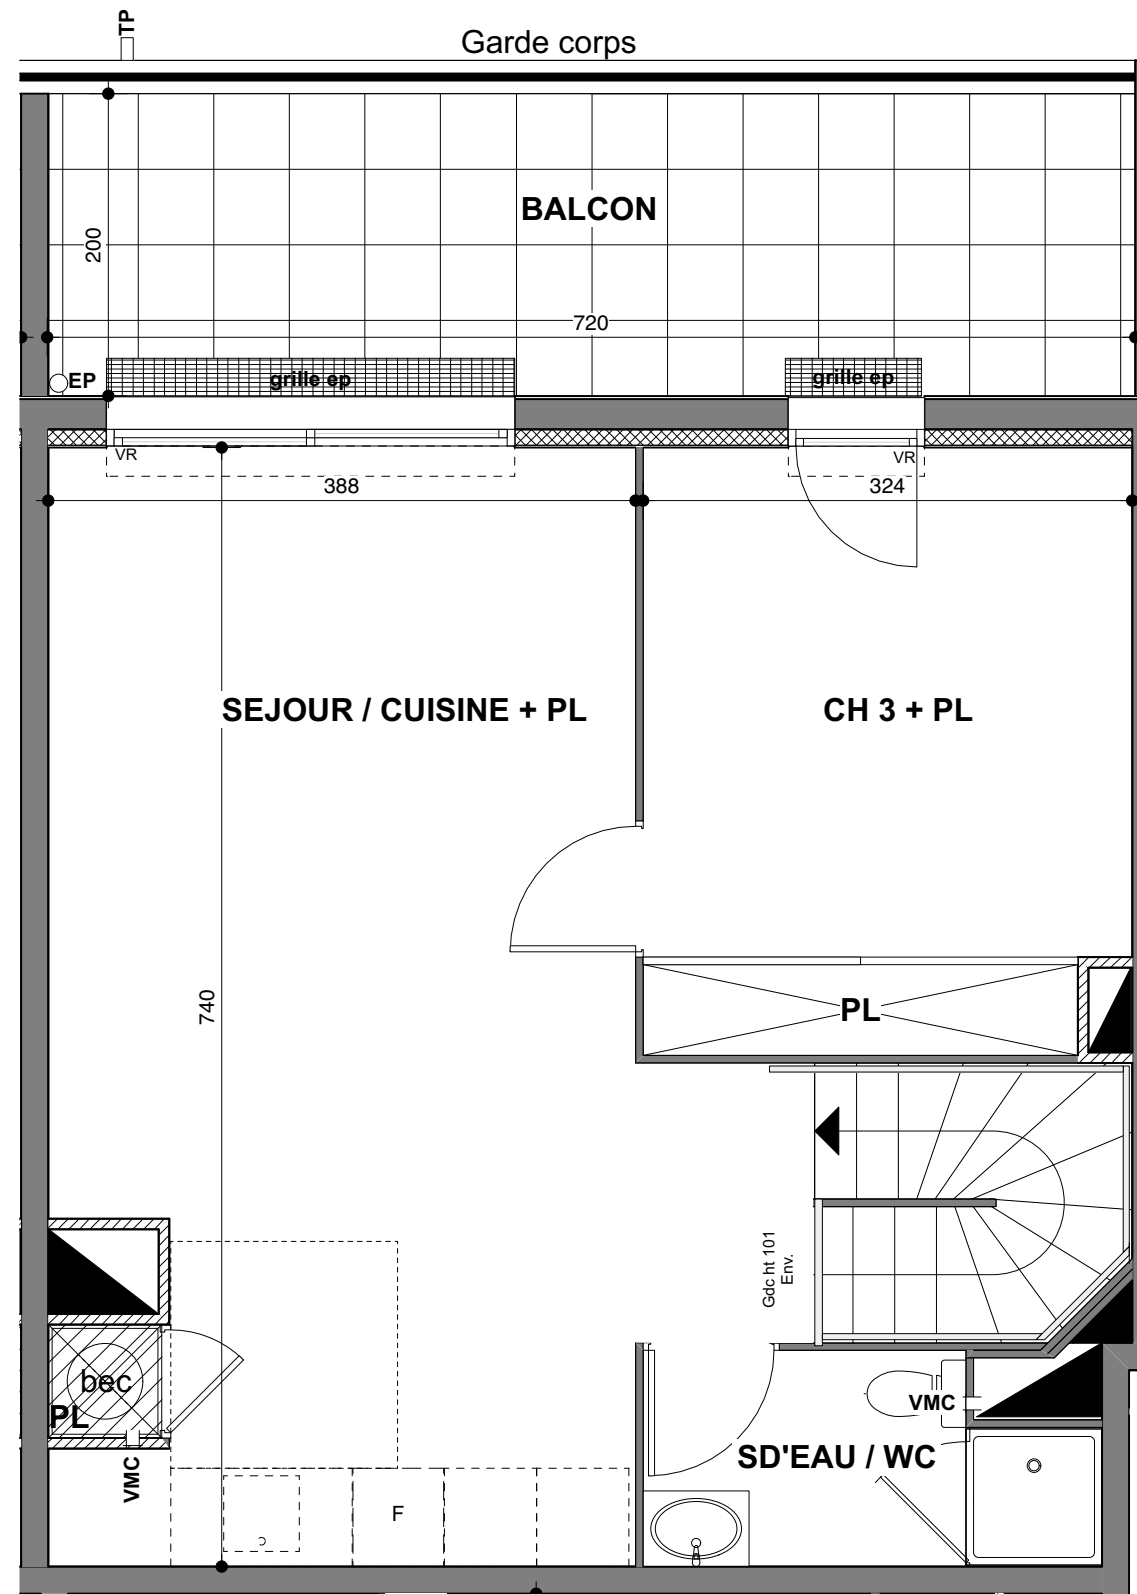 TP
Garde corps
BALCON
200
720
EP
grille ep
grille ep
VR
VR
388
324
SEJOUR / CUISINE + PL
CH 3 + PL
740
PL
Gdc ht 101
Env.
bec
PL
VMC
VMC
SD'EAU / WC
F